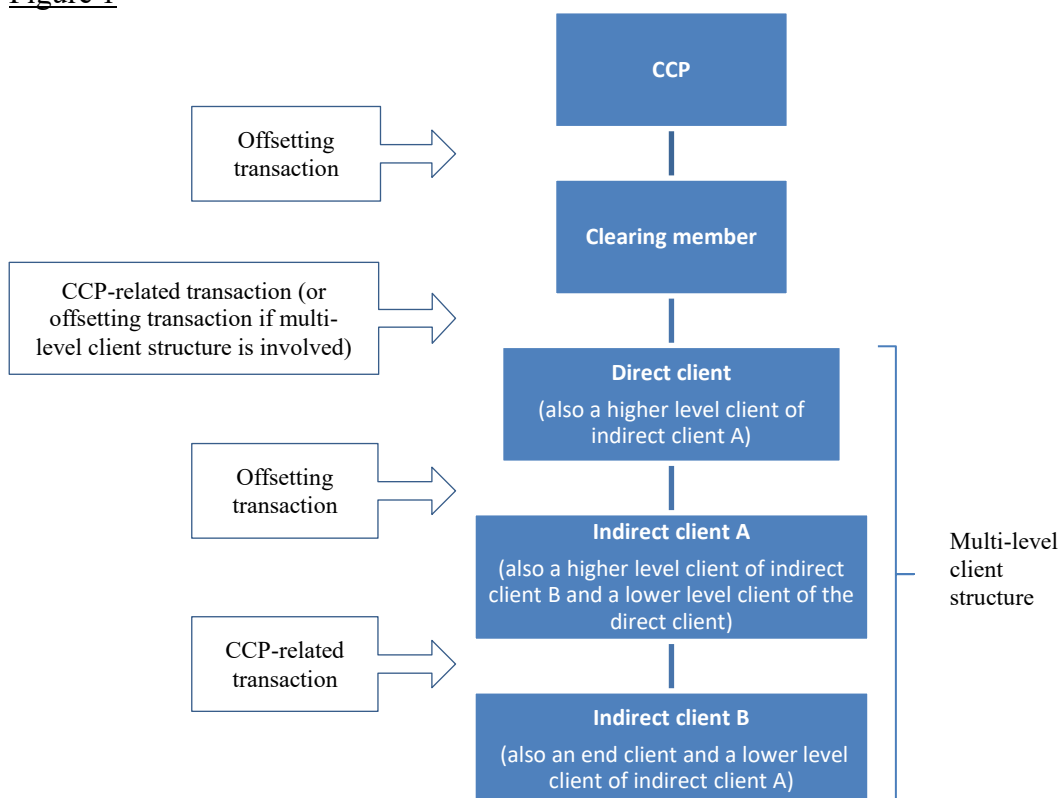 Figure 1
CCP
Offsetting
transaction
Clearing member
CCP-related transaction (or
offsetting transaction if multi-
level client structure is involved)
Direct client
(also a higher level client of
indirect client A)
Offsetting
transaction
Indirect client A
(also a higher level client of indirect
client B and a lower level client of the
direct client)
Multi-level
client
structure
CCP-related
transaction
Indirect client B
(also an end client and a lower level
client of indirect client A)